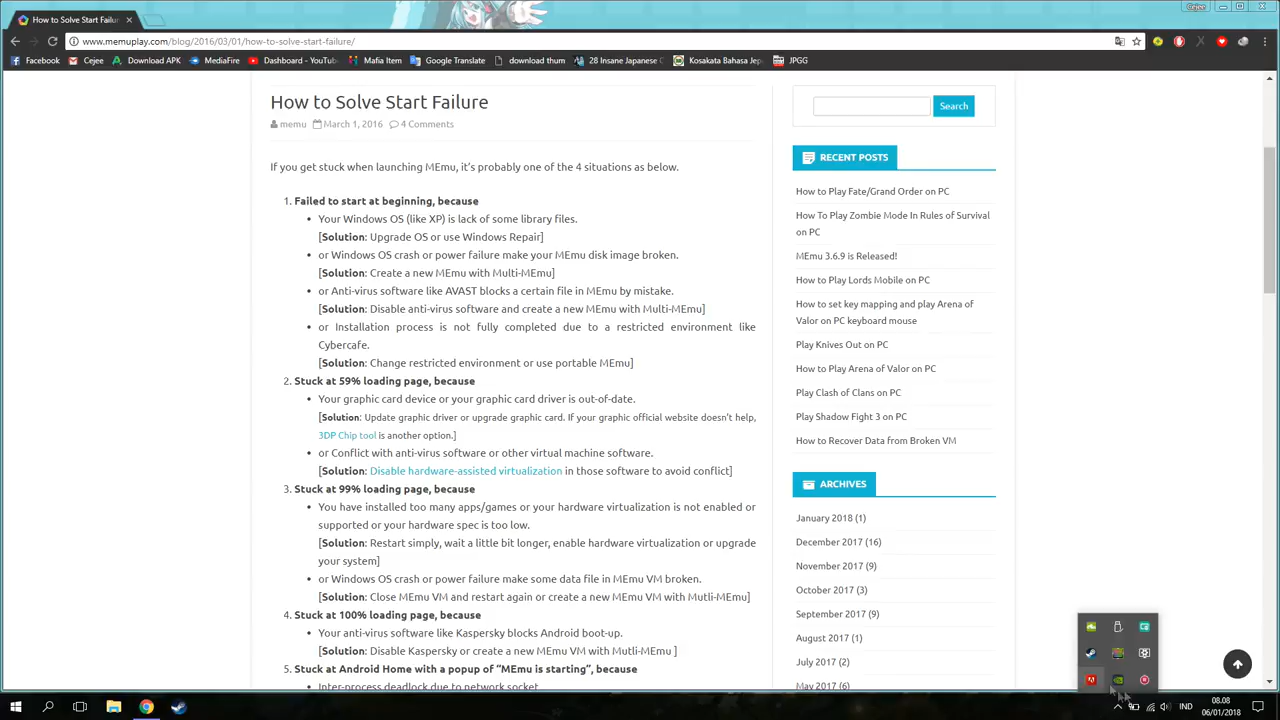 How to Solve Start Failur
Cejee
www.memuplay.com/blog/2016/03/01/how-to-solve-start-failure/
Facebook Cejee Download APK MediaFire Dashboard - YouTu Mafia Item Google Translate download thum 28 Insane Japanese C Kosakata Bahasa Jep JPGG
How to Solve Start Failure
memu March 1, 2016 4 Comments
If you get stuck when launching MEmu, it's probably one of the 4 situations as below.
1. Failed to start at beginning, because
• Your Windows OS (like XP) is lack of some library files.
[Solution: Upgrade OS or use Windows Repair]
• or Windows OS crash or power failure make your MEmu disk image broken.
[Solution: Create a new MEmu with Multi-MEmu]
• or Anti-virus software like AVAST blocks a certain file in MEmu by mistake.
[Solution: Disable anti-virus software and create a new MEmu with Multi-MEmu]
• or Installation process is not fully completed due to a restricted environment like
Cybercafe.
[Solution: Change restricted environment or use portable MEmu]
2. Stuck at 59% loading page, because
• Your graphic card device or your graphic card driver is out-of-date.
[Solution: Update graphic driver or upgrade graphic card. If your graphic official website doesn't help,
3DP Chip tool is another option.]
• or Conflict with anti-virus software or other virtual machine software.
[Solution: Disable hardware-assisted virtualization in those software to avoid conflict]
3. Stuck at 99% loading page, because
• You have installed too many apps/games or your hardware virtualization is not enabled or
supported or your hardware spec is too low.
[Solution: Restart simply, wait a little bit longer, enable hardware virtualization or upgrade
your system]
• or Windows OS crash or power failure make some data file in MEmu VM broken.
[Solution: Close MEmu VM and restart again or create a new MEmu VM with Mutli-MEmu]
4. Stuck at 100% loading page, because
• Your anti-virus software like Kaspersky blocks Android boot-up.
[Solution: Disable Kaspersky or create a new MEmu VM with Mutli-MEmu ]
5. Stuck at Android Home with a popup of "MEmu is starting", because
• Inter-process deadlock due to network socket
Search
RECENT POSTS
How to Play Fate/Grand Order on PC
How To Play Zombie Mode In Rules of Survival
on PC
MEmu 3.6.9 is Released!
How to Play Lords Mobile on PC
How to set key mapping and play Arena of
Valor on PC keyboard mouse
Play Knives Out on PC
How to Play Arena of Valor on PC
Play Clash of Clans on PC
Play Shadow Fight 3 on PC
How to Recover Data from Broken VM
ARCHIVES
January 2018 (1)
December 2017 (16)
November 2017 (9)
October 2017 (3)
September 2017 (9)
August 2017 (1)
July 2017 (2)
May 2017 (6)
IND
08.08
06/01/2018